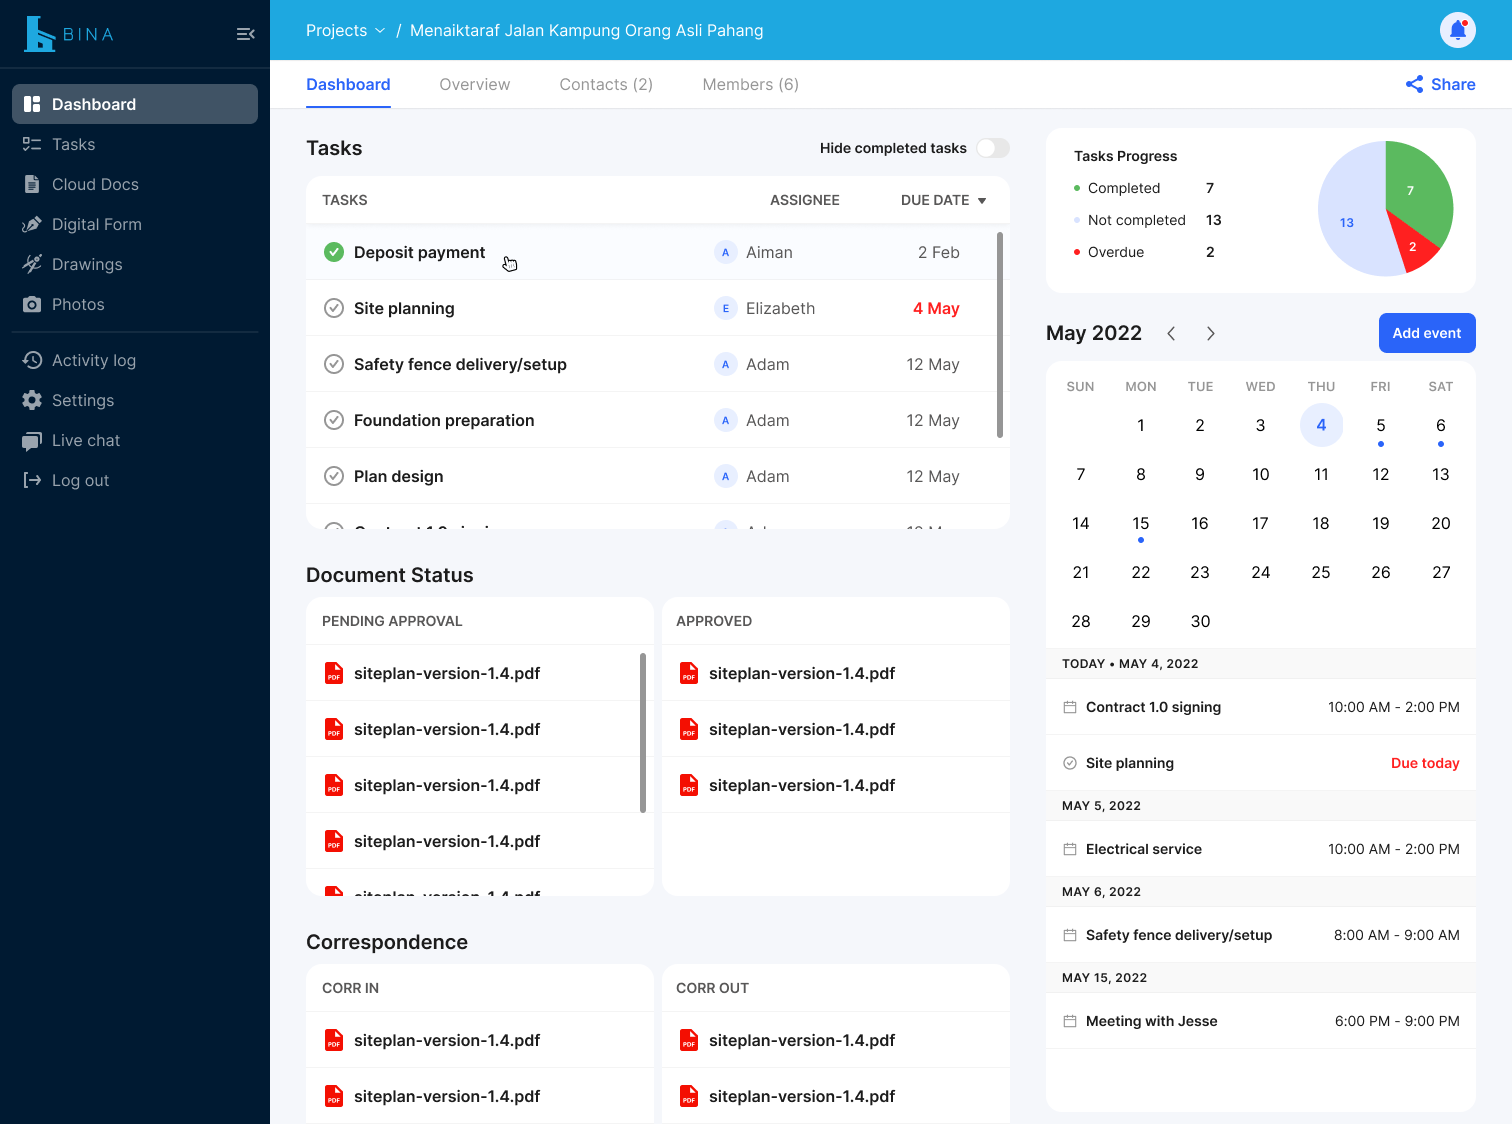 BINA
Dashboard
Tasks
Cloud Docs
Digital Form
Drawings
Photos
Activity log
Settings
Live chat
Log out
Projects / Menaiktaraf Jalan Kampung Orang Asli Pahang
Dashboard Overview Contacts (2) Members (6)
Share
Tasks
Hide completed tasks
TASKS ASSIGNEE DUE DATE
Deposit payment A Aiman 2 Feb
Site planning E Elizabeth 4 May
Safety fence delivery/setup A Adam 12 May
Foundation preparation A Adam 12 May
Plan design A Adam 12 May
Document Status
PENDING APPROVAL
PDF siteplan-version-1.4.pdf
PDF siteplan-version-1.4.pdf
PDF siteplan-version-1.4.pdf
PDF siteplan-version-1.4.pdf
APPROVED
PDF siteplan-version-1.4.pdf
PDF siteplan-version-1.4.pdf
PDF siteplan-version-1.4.pdf
Correspondence
CORR IN
PDF siteplan-version-1.4.pdf
PDF siteplan-version-1.4.pdf
CORR OUT
PDF siteplan-version-1.4.pdf
PDF siteplan-version-1.4.pdf
Tasks Progress
Completed 7
Not completed 13
Overdue 2
7
13
2
May 2022
Add event
SUN MON TUE WED THU FRI SAT
1 2 3 4 5 6
7 8 9 10 11 12 13
14 15 16 17 18 19 20
21 22 23 24 25 26 27
28 29 30
TODAY • MAY 4, 2022
Contract 1.0 signing 10:00 AM - 2:00 PM
Site planning Due today
MAY 5, 2022
Electrical service 10:00 AM - 2:00 PM
MAY 6, 2022
Safety fence delivery/setup 8:00 AM - 9:00 AM
MAY 15, 2022
Meeting with Jesse 6:00 PM - 9:00 PM